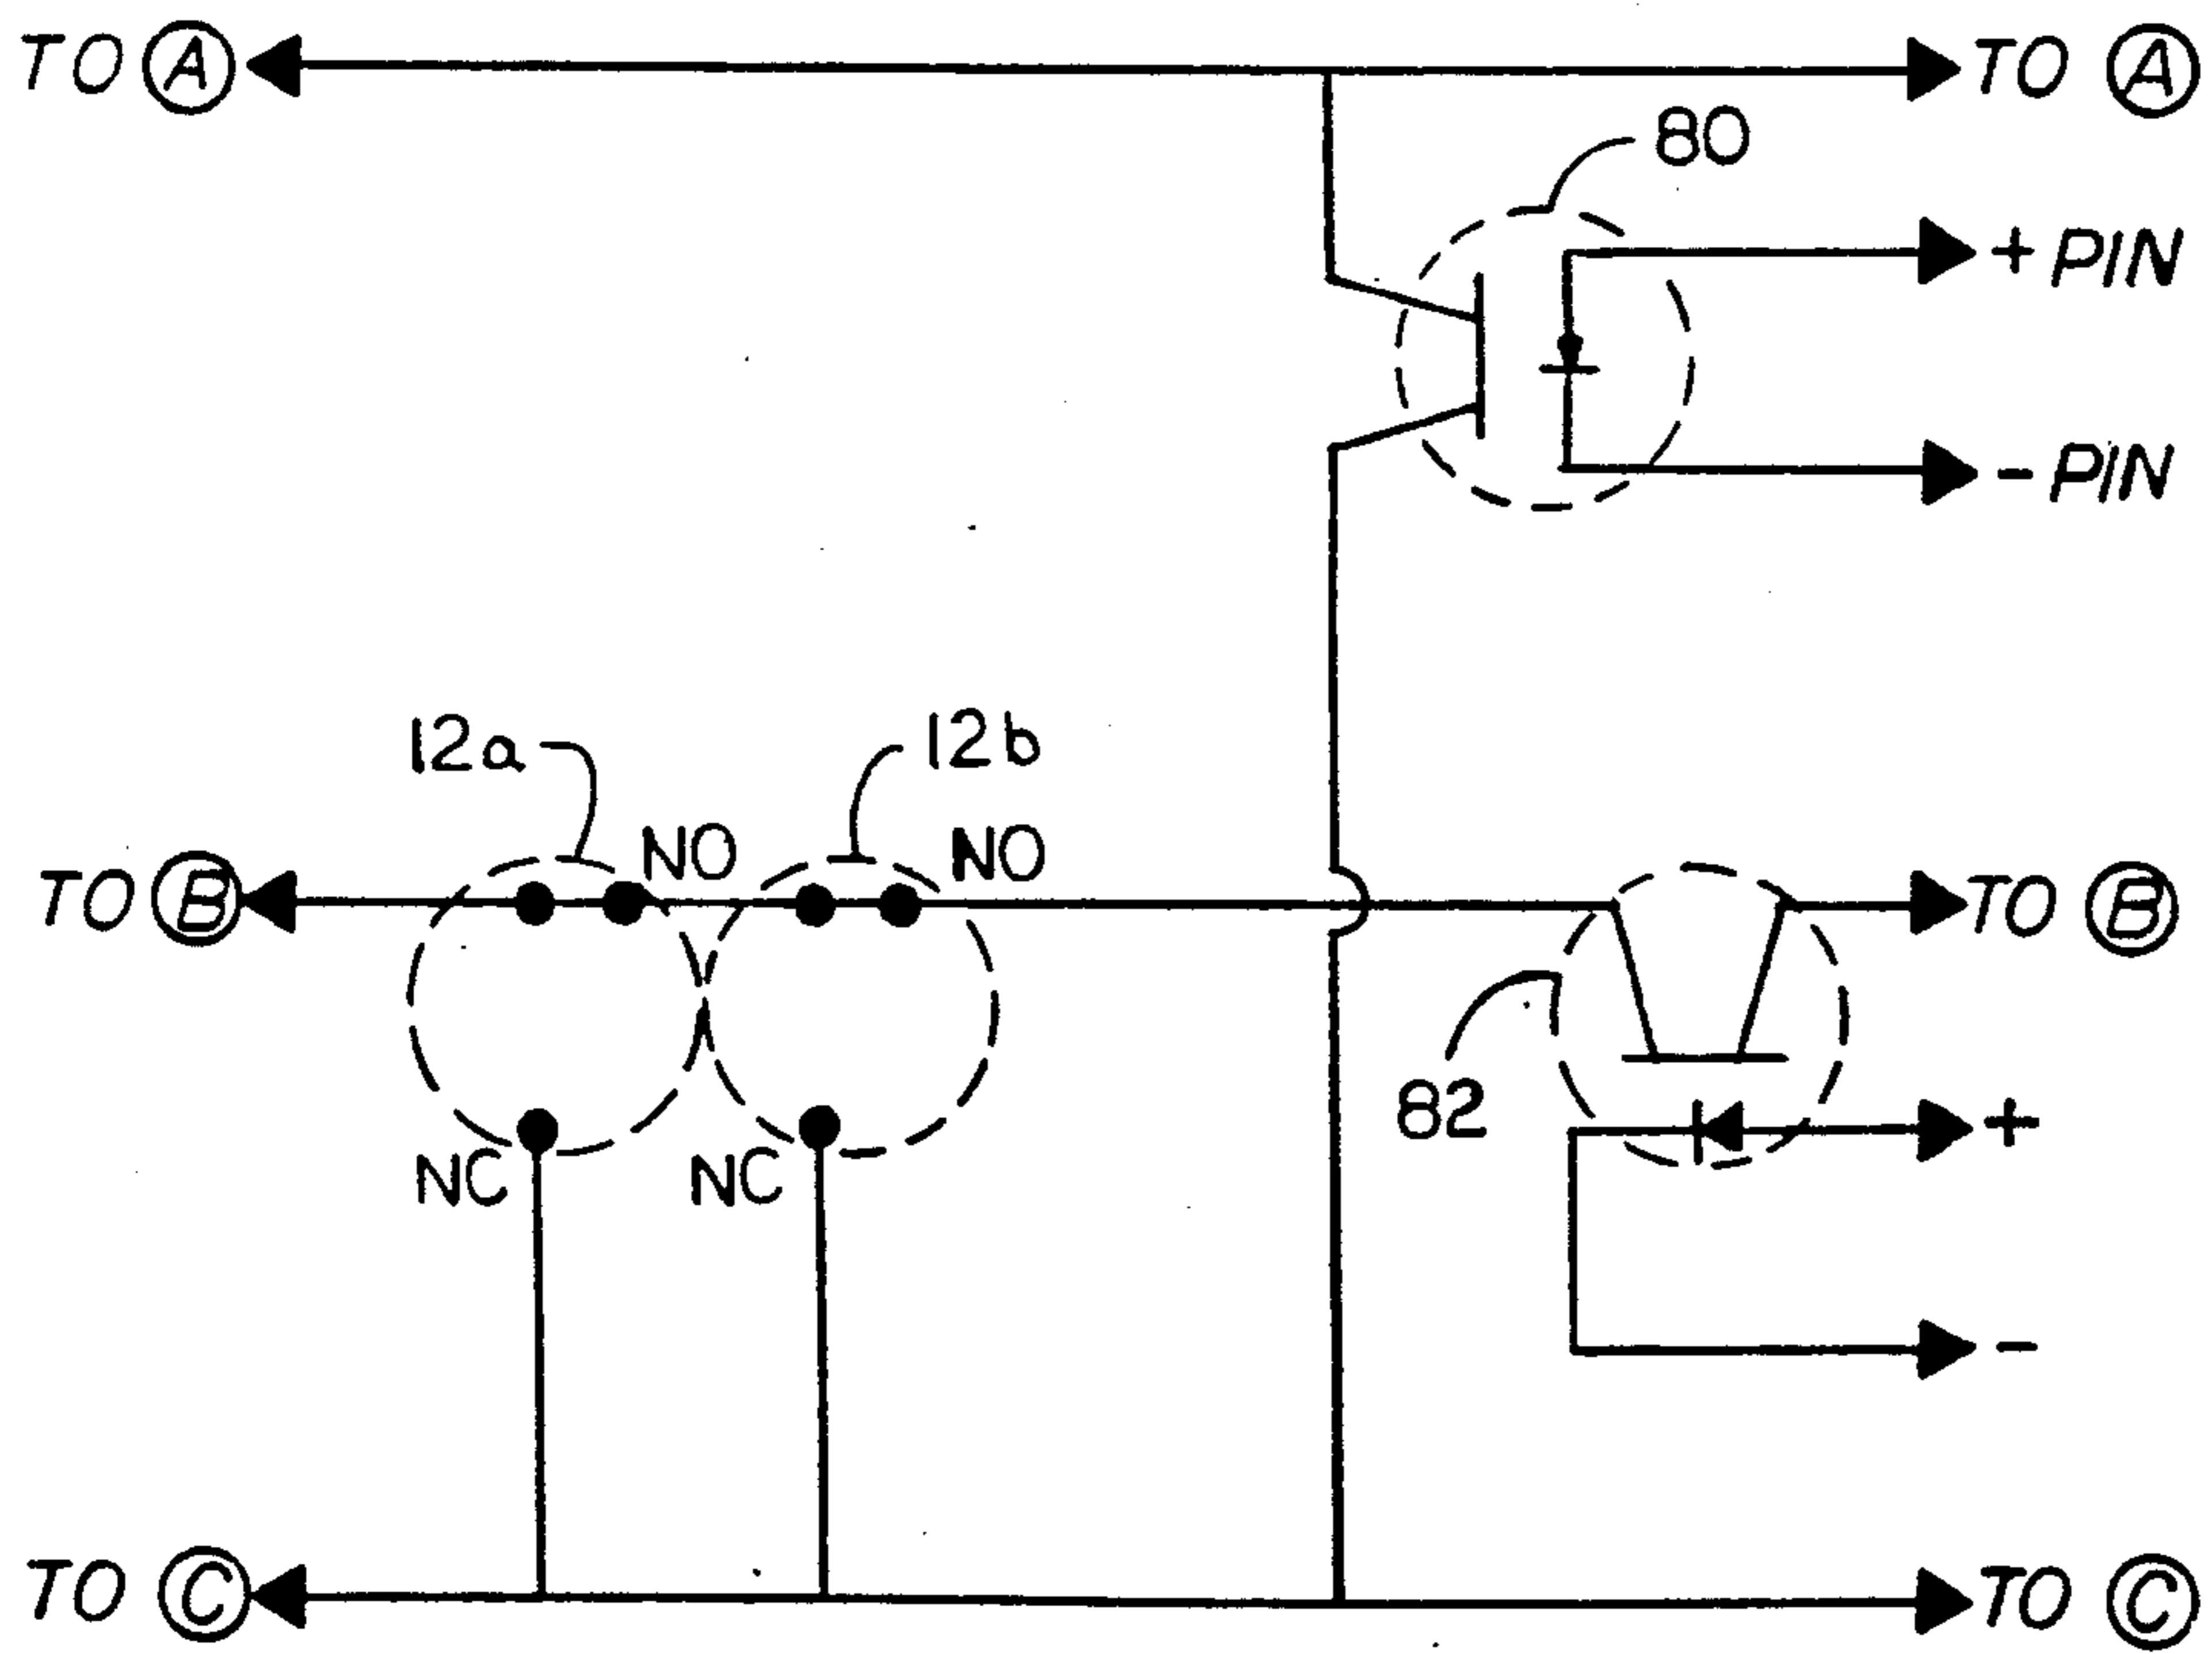 TO A
TO A
80
+ PIN
- PIN
12a
12b
NO
NO
TO B
TO B
82
+
NC
NC
-
TO C
TO C